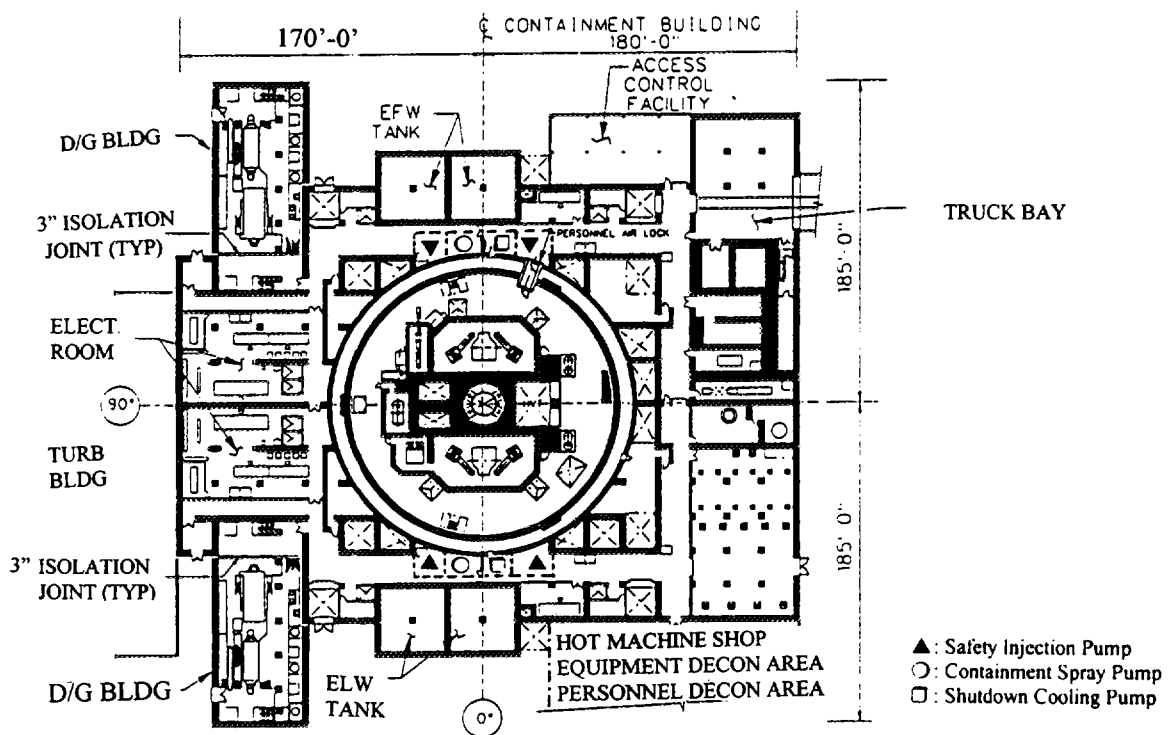 170'-0'
℄ CONTAINMENT BUILDING
180'-0"
ACCESS
CONTROL
FACILITY
EFW
TANK
D/G BLDG
3" ISOLATION
JOINT (TYP)
TRUCK BAY
PERSONNEL AIR LOCK
185' 0"
ELECT.
ROOM
90°
TURB
BLDG
185' 0"
3" ISOLATION
JOINT (TYP)
D/G BLDG
ELW
TANK
0°
HOT MACHINE SHOP
EQUIPMENT DECON AREA
PERSONNEL DECON AREA
▲ : Safety Injection Pump
○ : Containment Spray Pump
□ : Shutdown Cooling Pump